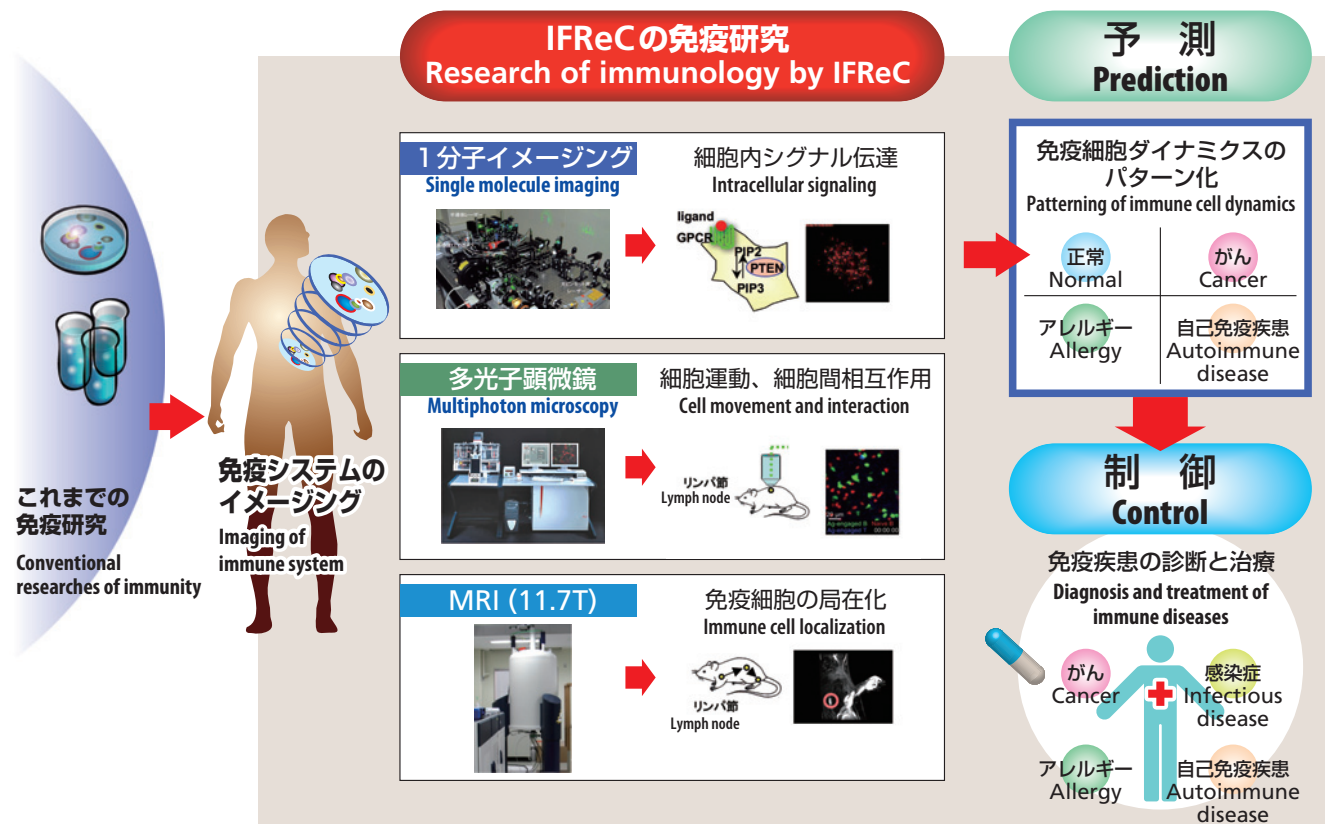 これまでの
免疫研究
Conventional
researches of immunity
免疫システムの
イメージング
Imaging of
immune system
IFReCの免疫研究
Research of immunology by IFReC
1分子イメージング
Single molecule imaging
細胞内シグナル伝達
Intracellular signaling
ligand
GPCR
PIP2
PTEN
PIP3
多光子顕微鏡
Multiphoton microscopy
細胞運動、細胞間相互作用
Cell movement and interaction
リンパ節
Lymph node
MRI (11.7T)
免疫細胞の局在化
Immune cell localization
リンパ節
Lymph node
予 測
Prediction
免疫細胞ダイナミクスの
パターン化
Patterning of immune cell dynamics
正常
Normal
がん
Cancer
アレルギー
Allergy
自己免疫疾患
Autoimmune
disease
制 御
Control
免疫疾患の診断と治療
Diagnosis and treatment of
immune diseases
がん
Cancer
感染症
Infectious
disease
アレルギー
Allergy
自己免疫疾患
Autoimmune
disease